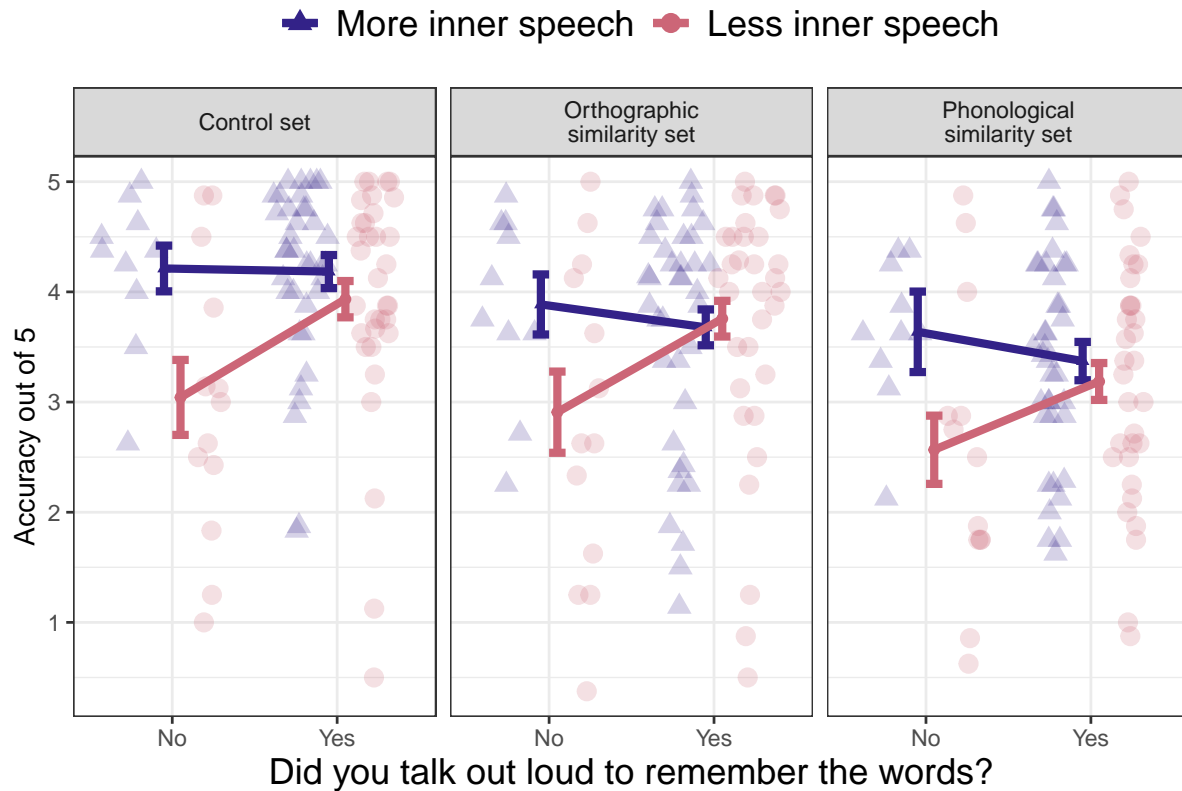 More inner speech Less inner speech
Control set
Orthographic
similarity set
Phonological
similarity set
Accuracy out of 5
5
4
3
2
1
No Yes No Yes No Yes
Did you talk out loud to remember the words?